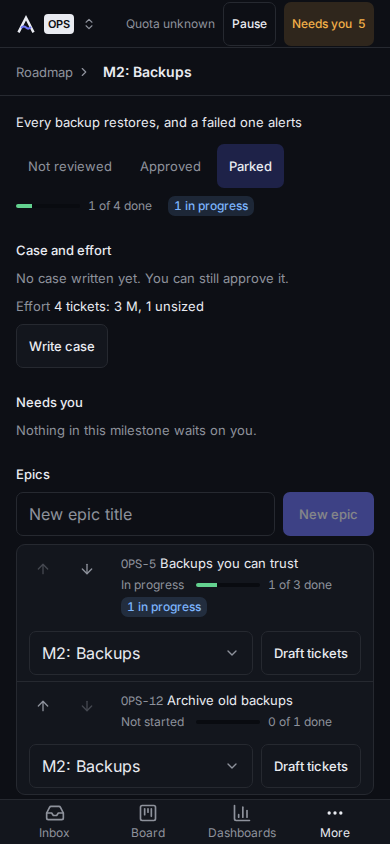 OPS Quota unknown Pause Needs you 5
Roadmap > M2: Backups
Every backup restores, and a failed one alerts
Not reviewed Approved Parked
1 of 4 done 1 in progress
Case and effort
No case written yet. You can still approve it.
Effort 4 tickets: 3 M, 1 unsized
Write case
Needs you
Nothing in this milestone waits on you.
Epics
New epic title New epic
OPS-5 Backups you can trust
In progress 1 of 3 done
1 in progress
M2: Backups Draft tickets
OPS-12 Archive old backups
Not started 0 of 1 done
M2: Backups Draft tickets
Inbox Board Dashboards More